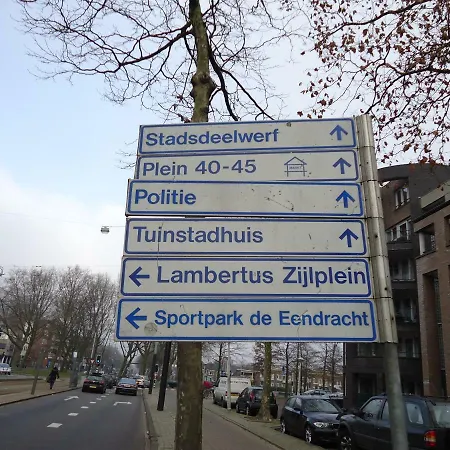 Stadsdeelwerf
Plein 40-45
Politie
Tuinstadhuis
Lambertus Zijlplein
Sportpark de Eendracht